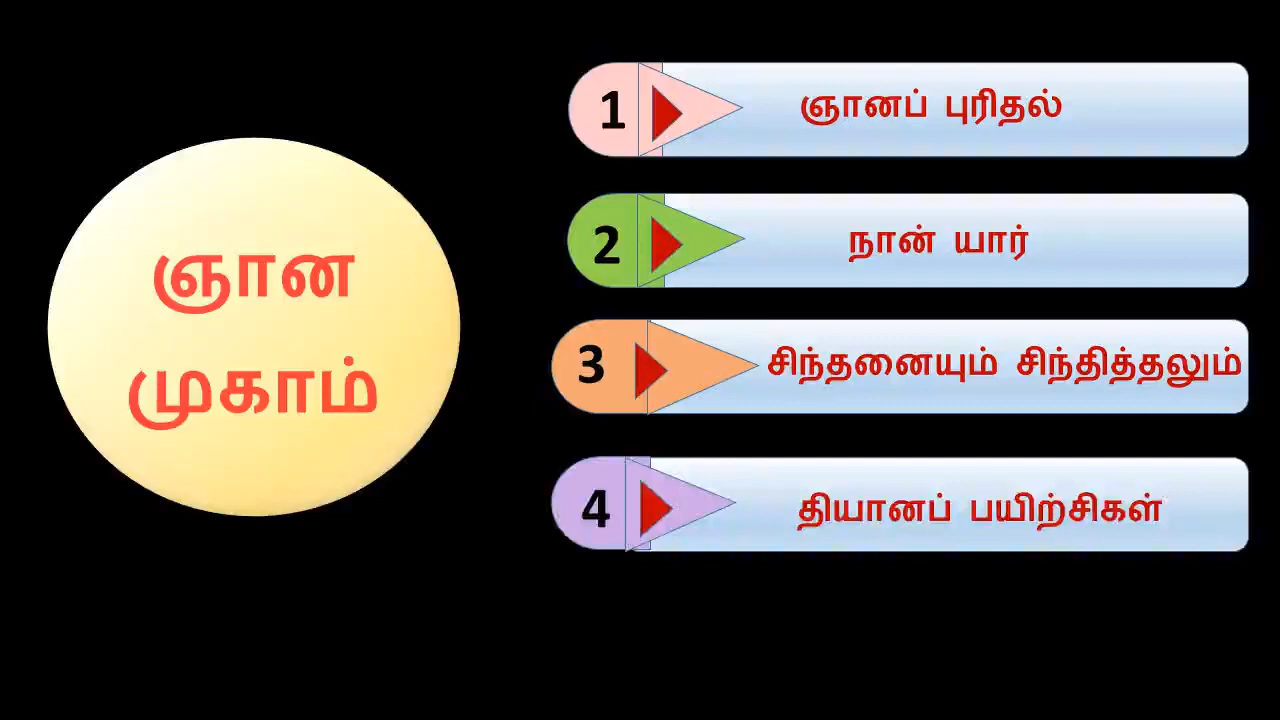 ஞான
முகாம்
1 ஞானப் புரிதல்
2 நான் யார்
3 சிந்தனையும் சிந்தித்தலும்
4 தியானப் பயிற்சிகள்